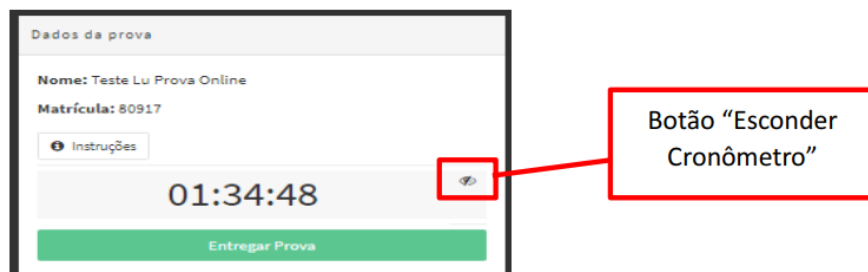 Dados da prova
Nome: Teste Lu Prova Online
Matrícula: 80917
Instruções
01:34:48
Entregar Prova
Botão “Esconder
Cronômetro”